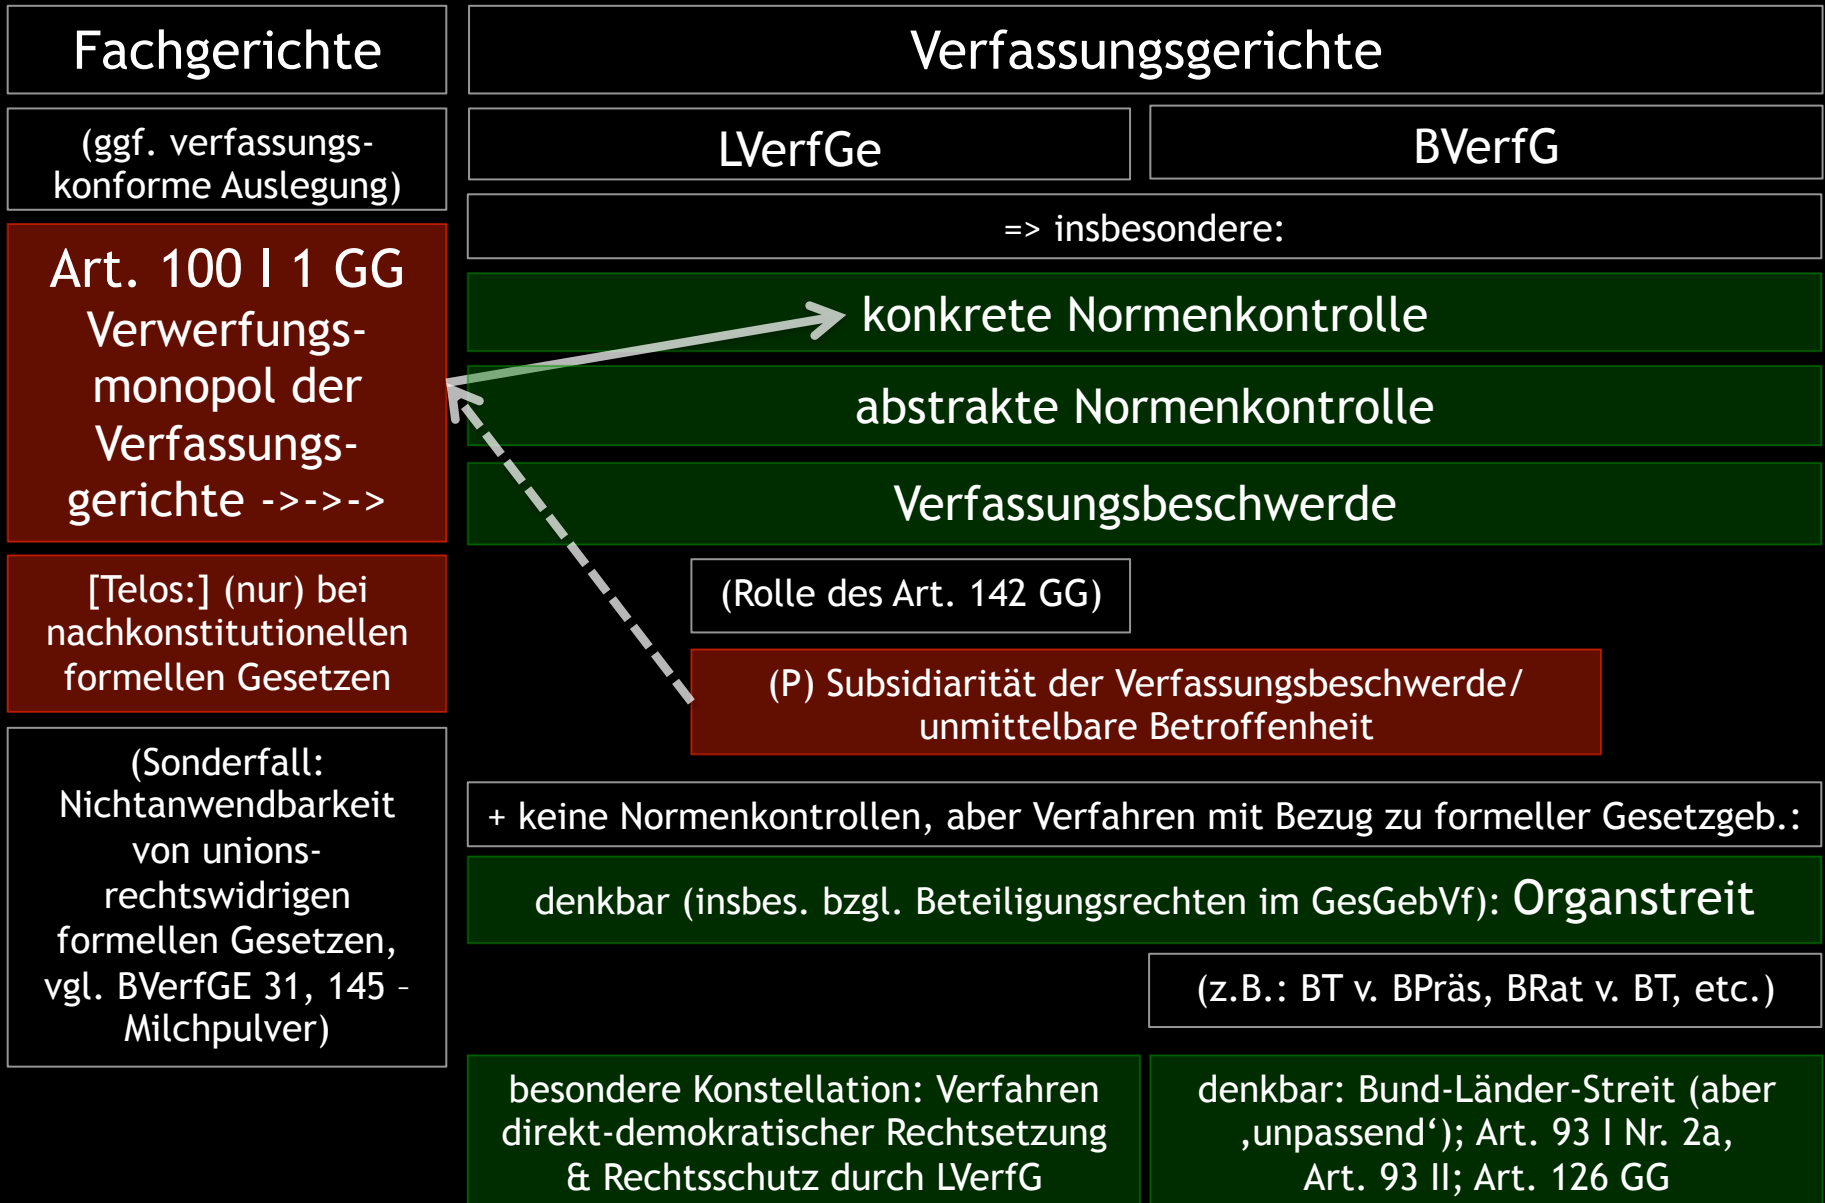 Fachgerichte
(ggf. verfassungs-
konforme Auslegung)
Art. 100 I 1 GG
Verwerfungs-
monopol der
Verfassungs-
gerichte ->->->
[Telos:] (nur) bei
nachkonstitutionellen
formellen Gesetzen
(Sonderfall:
Nichtanwendbarkeit
von unions-
rechtswidrigen
formellen Gesetzen,
vgl. BVerfGE 31, 145 –
Milchpulver)
Verfassungsgerichte
LVerfGe
BVerfG
=> insbesondere:
konkrete Normenkontrolle
abstrakte Normenkontrolle
Verfassungsbeschwerde
(Rolle des Art. 142 GG)
(P) Subsidiarität der Verfassungsbeschwerde/
unmittelbare Betroffenheit
+ keine Normenkontrollen, aber Verfahren mit Bezug zu formeller Gesetzgeb.:
denkbar (insbes. bzgl. Beteiligungsrechten im GesGebVf): Organstreit
(z.B.: BT v. BPräs, BRat v. BT, etc.)
besondere Konstellation: Verfahren
direkt-demokratischer Rechtsetzung
& Rechtsschutz durch LVerfG
denkbar: Bund-Länder-Streit (aber
‚unpassend‘); Art. 93 I Nr. 2a,
Art. 93 II; Art. 126 GG